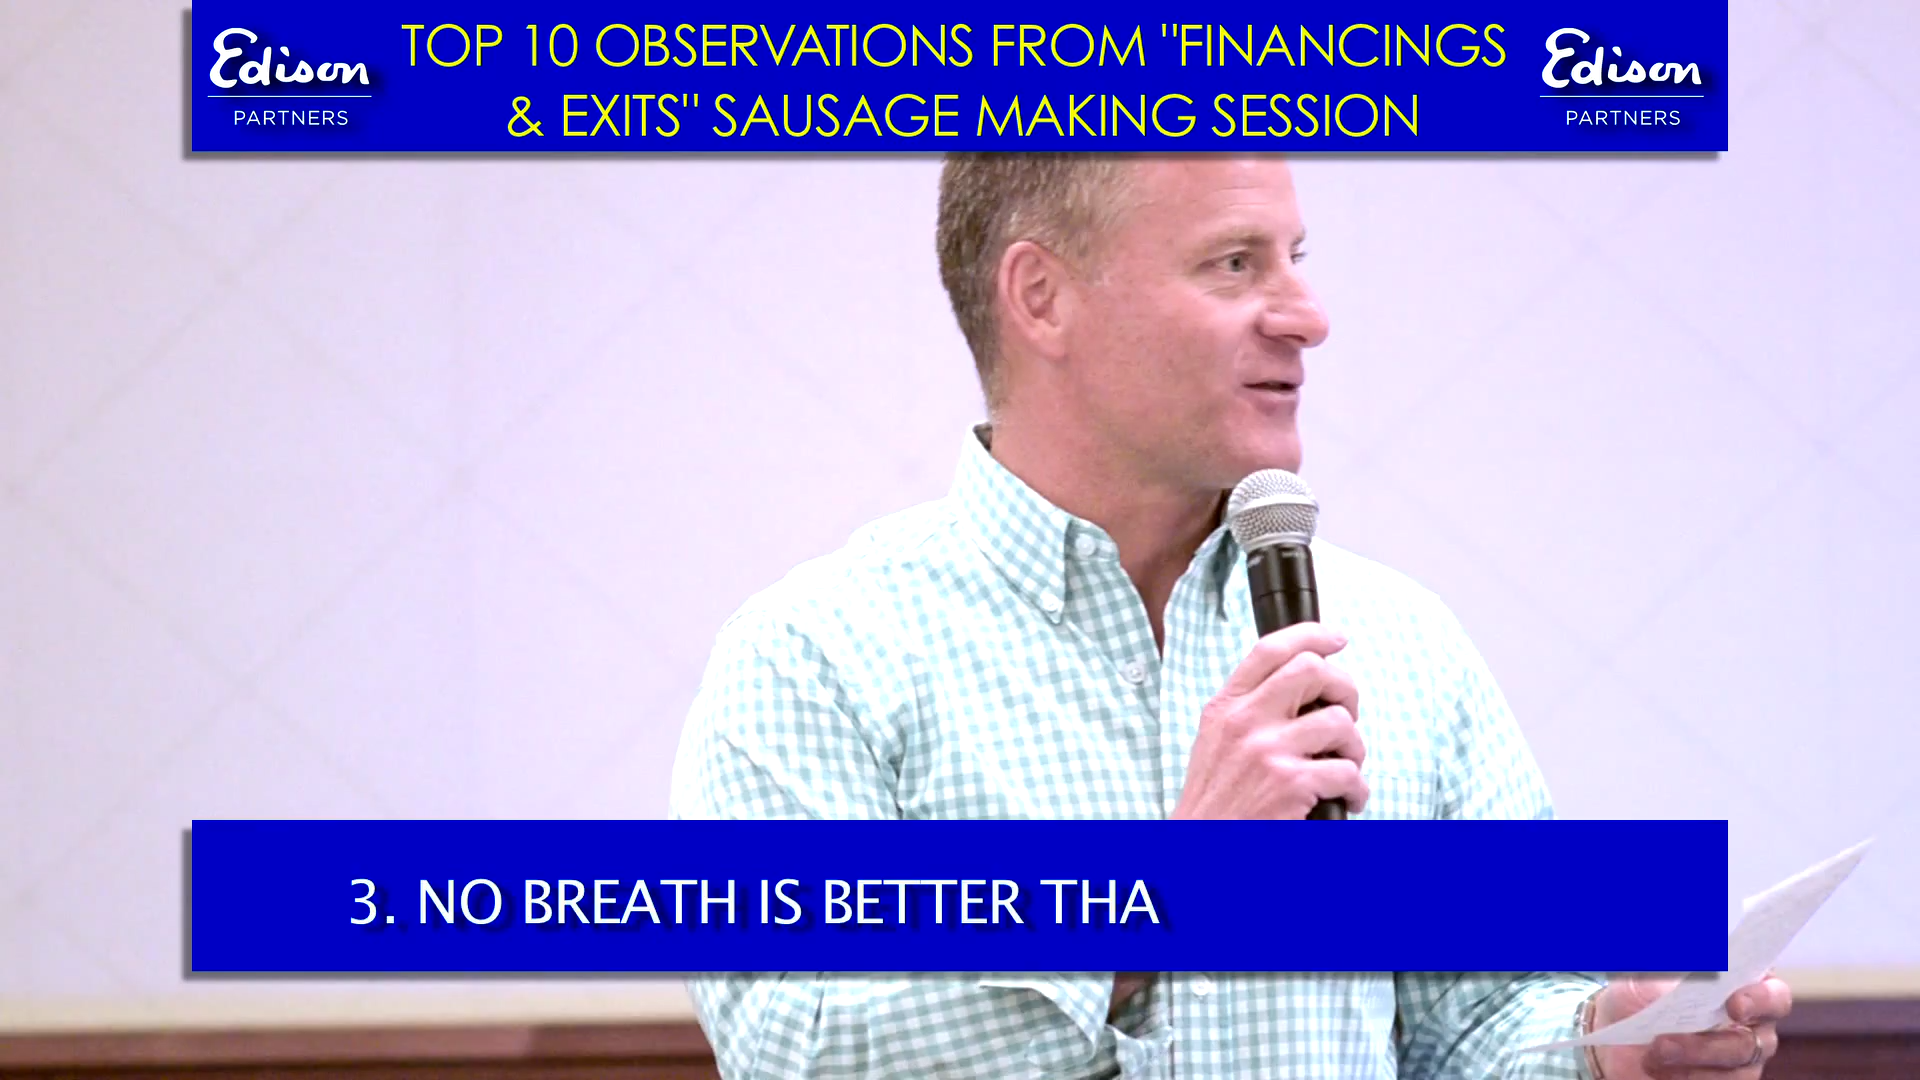 Edison
PARTNERS
TOP 10 OBSERVATIONS FROM "FINANCINGS
& EXITS" SAUSAGE MAKING SESSION
Edison
PARTNERS
3. NO BREATH IS BETTER THA